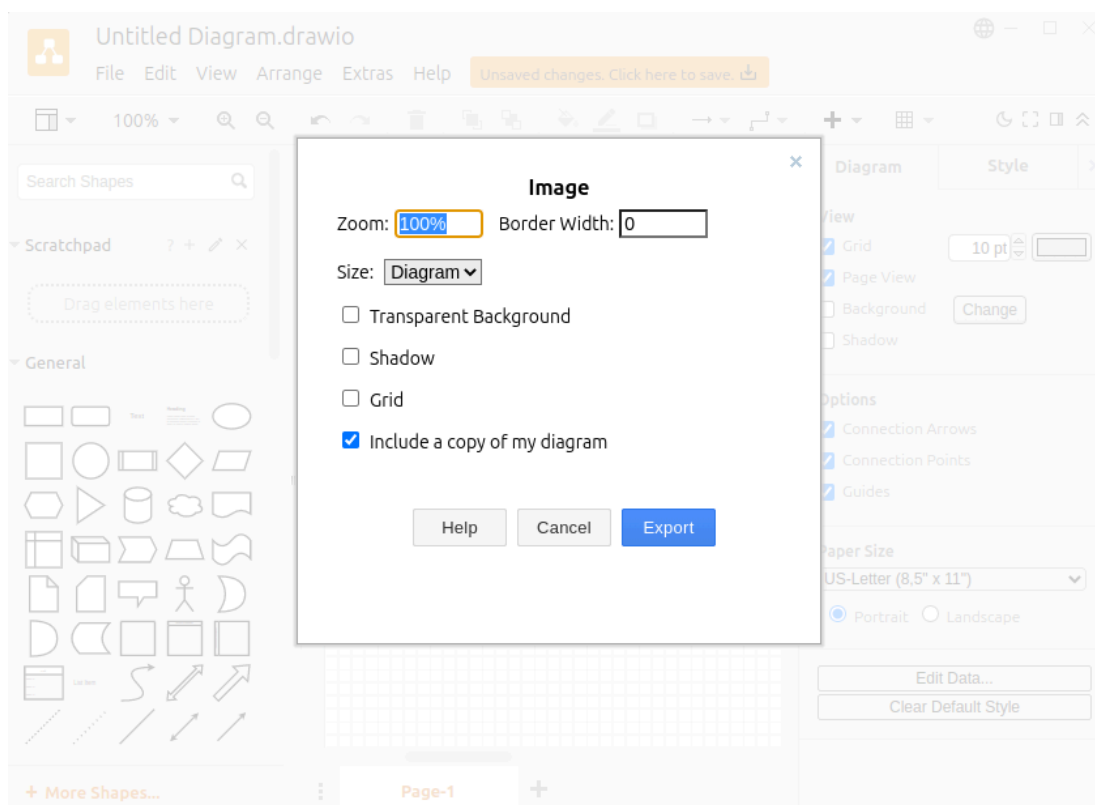 Untitled Diagram.drawio
File Edit View Arrange Extras Help Unsaved changes. Click here to save.
100%
Search Shapes
Scratchpad ? + ×
Drag elements here
General
Text
Heading
List Item
+ More Shapes...
Image
Zoom: 100% Border Width: 0
Size: Diagram
Transparent Background
Shadow
Grid
Include a copy of my diagram
Help Cancel Export
Page-1
Diagram Style
View
Grid 10 pt
Page View
Background Change
Shadow
Options
Connection Arrows
Connection Points
Guides
Paper Size
US-Letter (8,5" x 11")
Portrait Landscape
Edit Data...
Clear Default Style